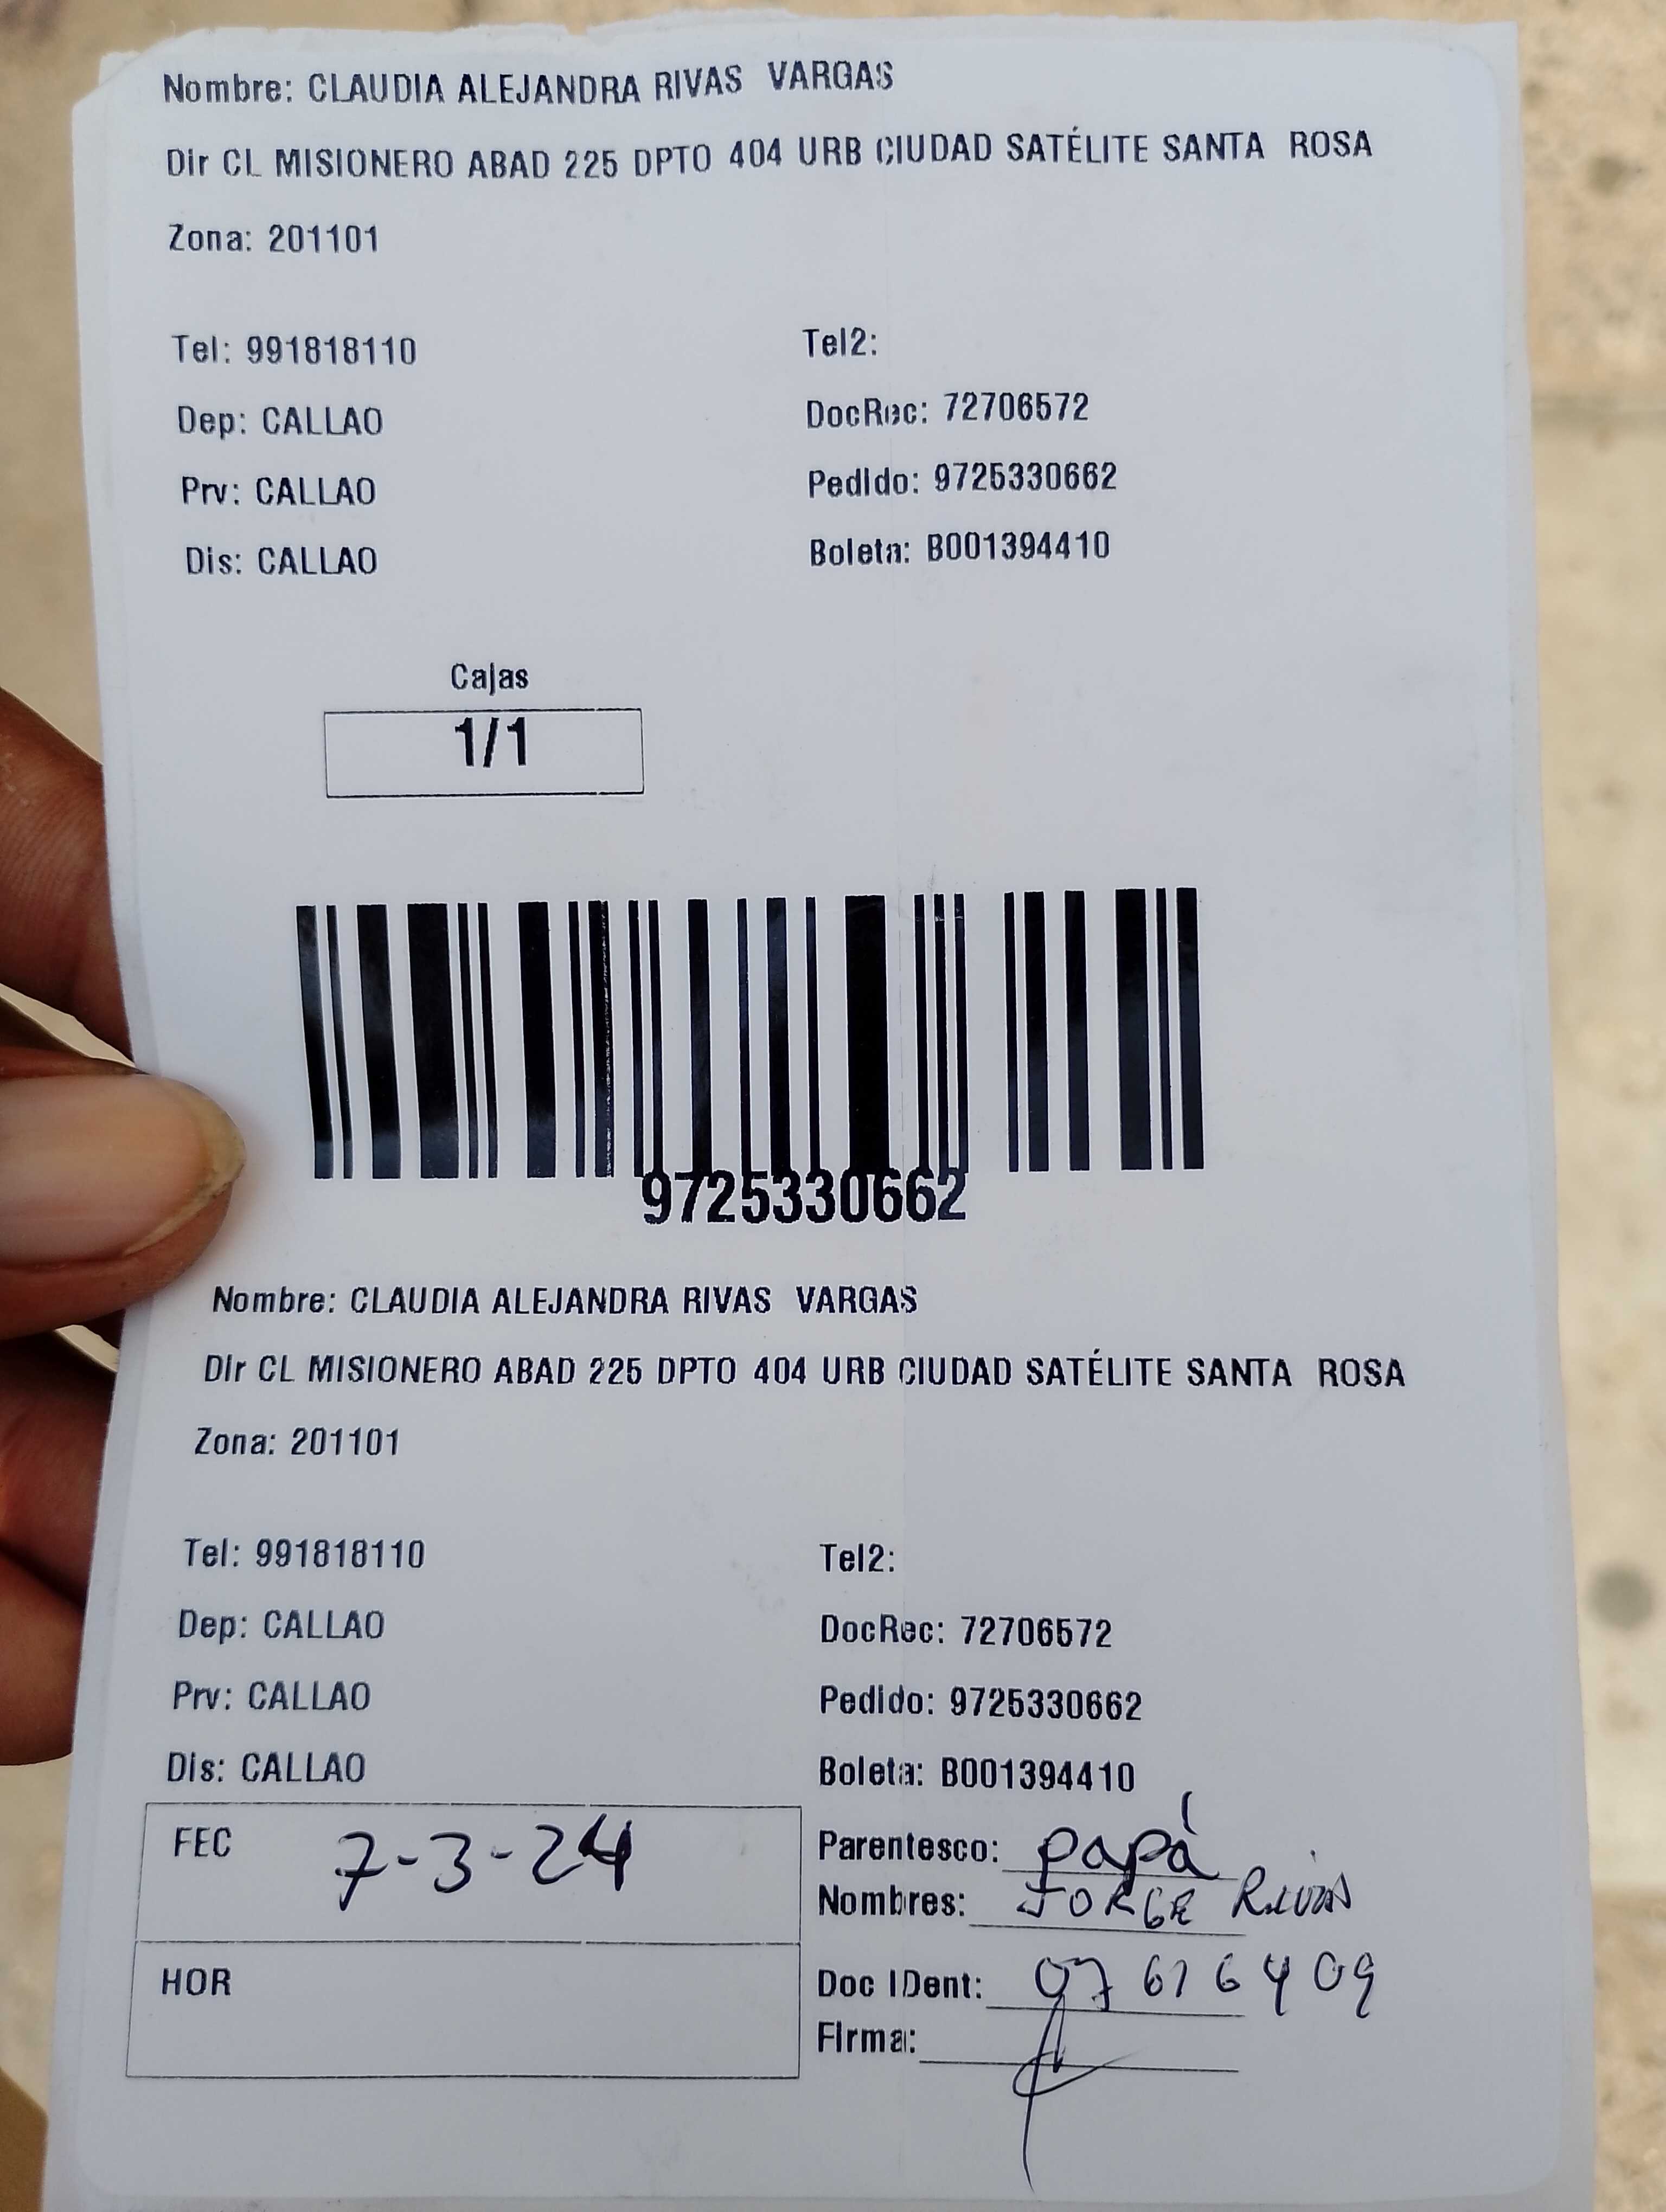 Nombre: CLAUDIA ALEJANDRA RIVAS VARGAS
Dir CL MISIONERO ABAD 225 DPTO 404 URB CIUDAD SATÉLITE SANTA ROSA
Zona: 201101
Tel: 991818110 Tel2:
Dep: CALLAO DocRec: 72706572
Prv: CALLAO Pedido: 9725330662
Dis: CALLAO Boleta: B001394410
Cajas
1/1
9725330662
Nombre: CLAUDIA ALEJANDRA RIVAS VARGAS
Dir CL MISIONERO ABAD 225 DPTO 404 URB CIUDAD SATÉLITE SANTA ROSA
Zona: 201101
Tel: 991818110 Tel2:
Dep: CALLAO DocRec: 72706572
Prv: CALLAO Pedido: 9725330662
Dis: CALLAO Boleta: B001394410
FEC 7-3-24
HOR
Parentesco: papá
Nombres: JORGE RIVAS
Doc IDent: 07616409
Firma: